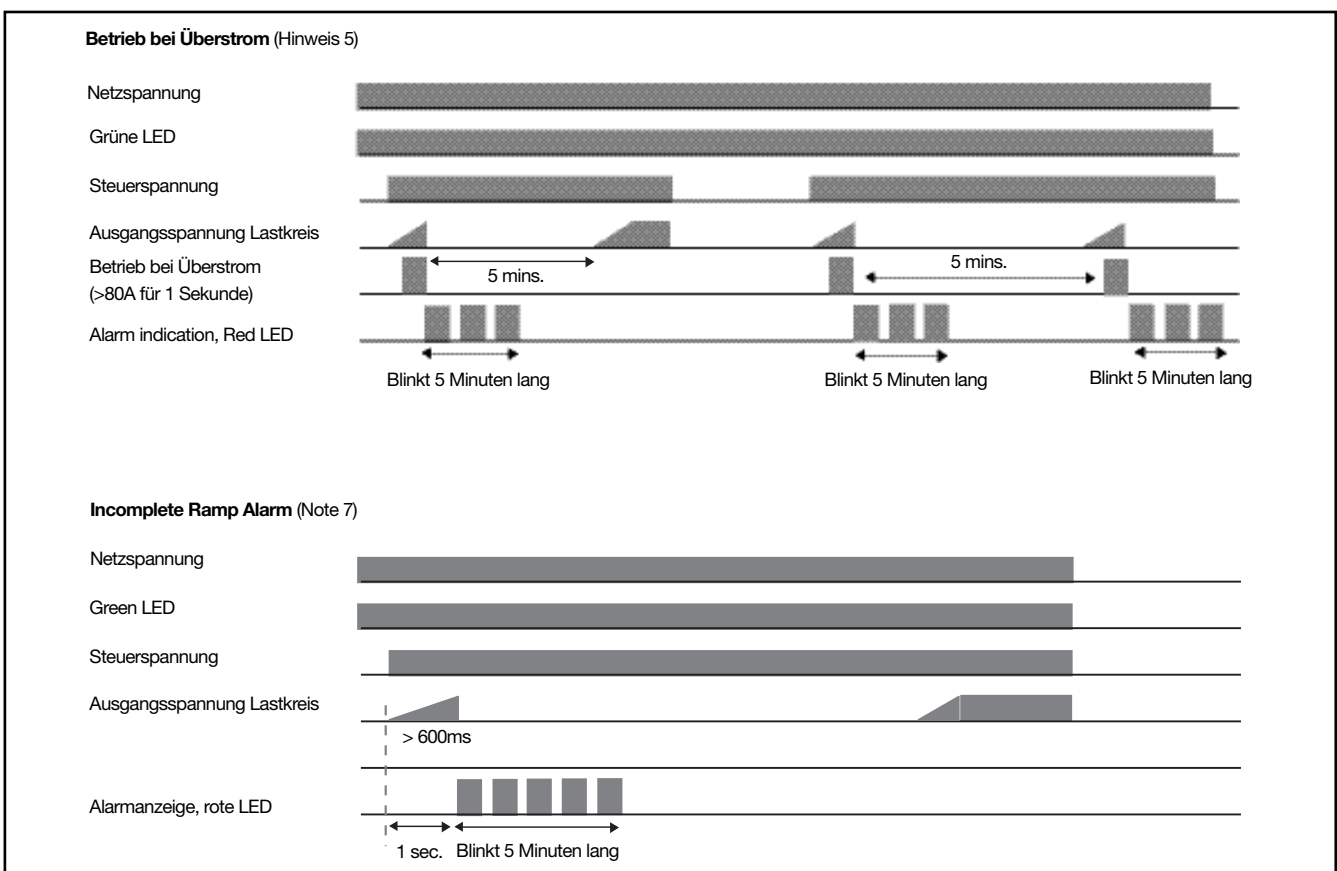 Betrieb bei Überstrom (Hinweis 5)
Netzspannung
Grüne LED
Steuerspannung
Ausgangsspannung Lastkreis
Betrieb bei Überstrom
(>80A für 1 Sekunde)
5 mins.
5 mins.
Alarm indication, Red LED
Blinkt 5 Minuten lang
Blinkt 5 Minuten lang
Blinkt 5 Minuten lang
Incomplete Ramp Alarm (Note 7)
Netzspannung
Green LED
Steuerspannung
Ausgangsspannung Lastkreis
> 600ms
Alarmanzeige, rote LED
1 sec.
Blinkt 5 Minuten lang